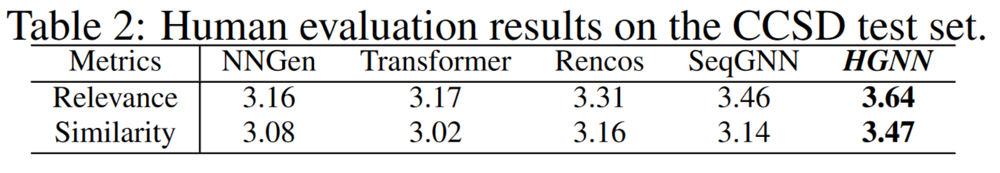 Table 2: Human evaluation results on the CCSD test set.
Metrics NNGen Transformer Rencos SeqGNN HGNN
Relevance 3.16 3.17 3.31 3.46 3.64
Similarity 3.08 3.02 3.16 3.14 3.47